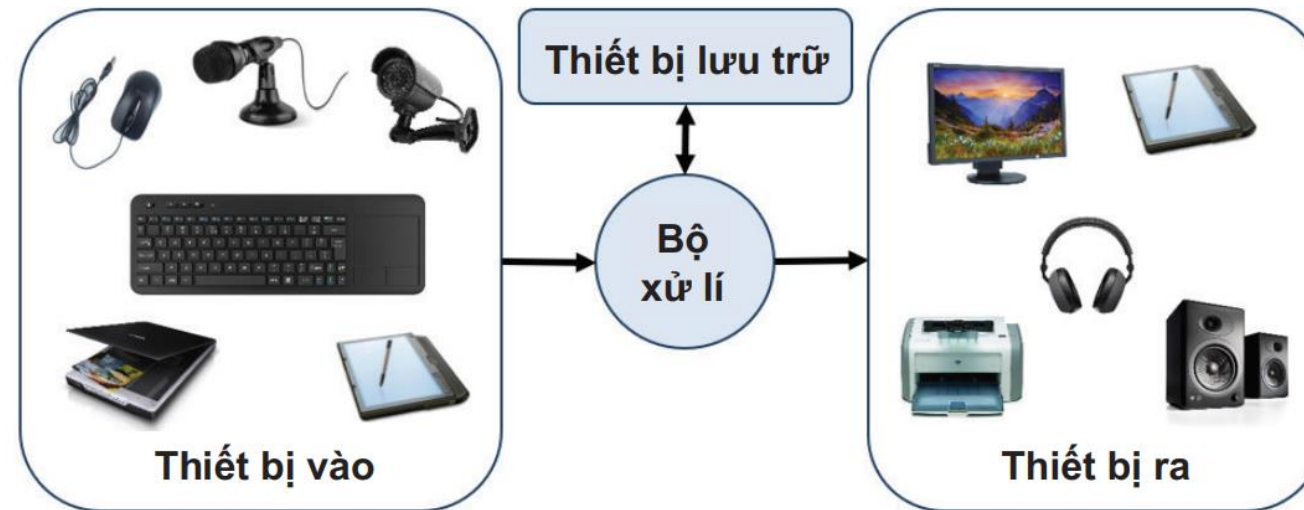 Thiết bị lưu trữ
Bộ
xử lí
Thiết bị vào
Thiết bị ra